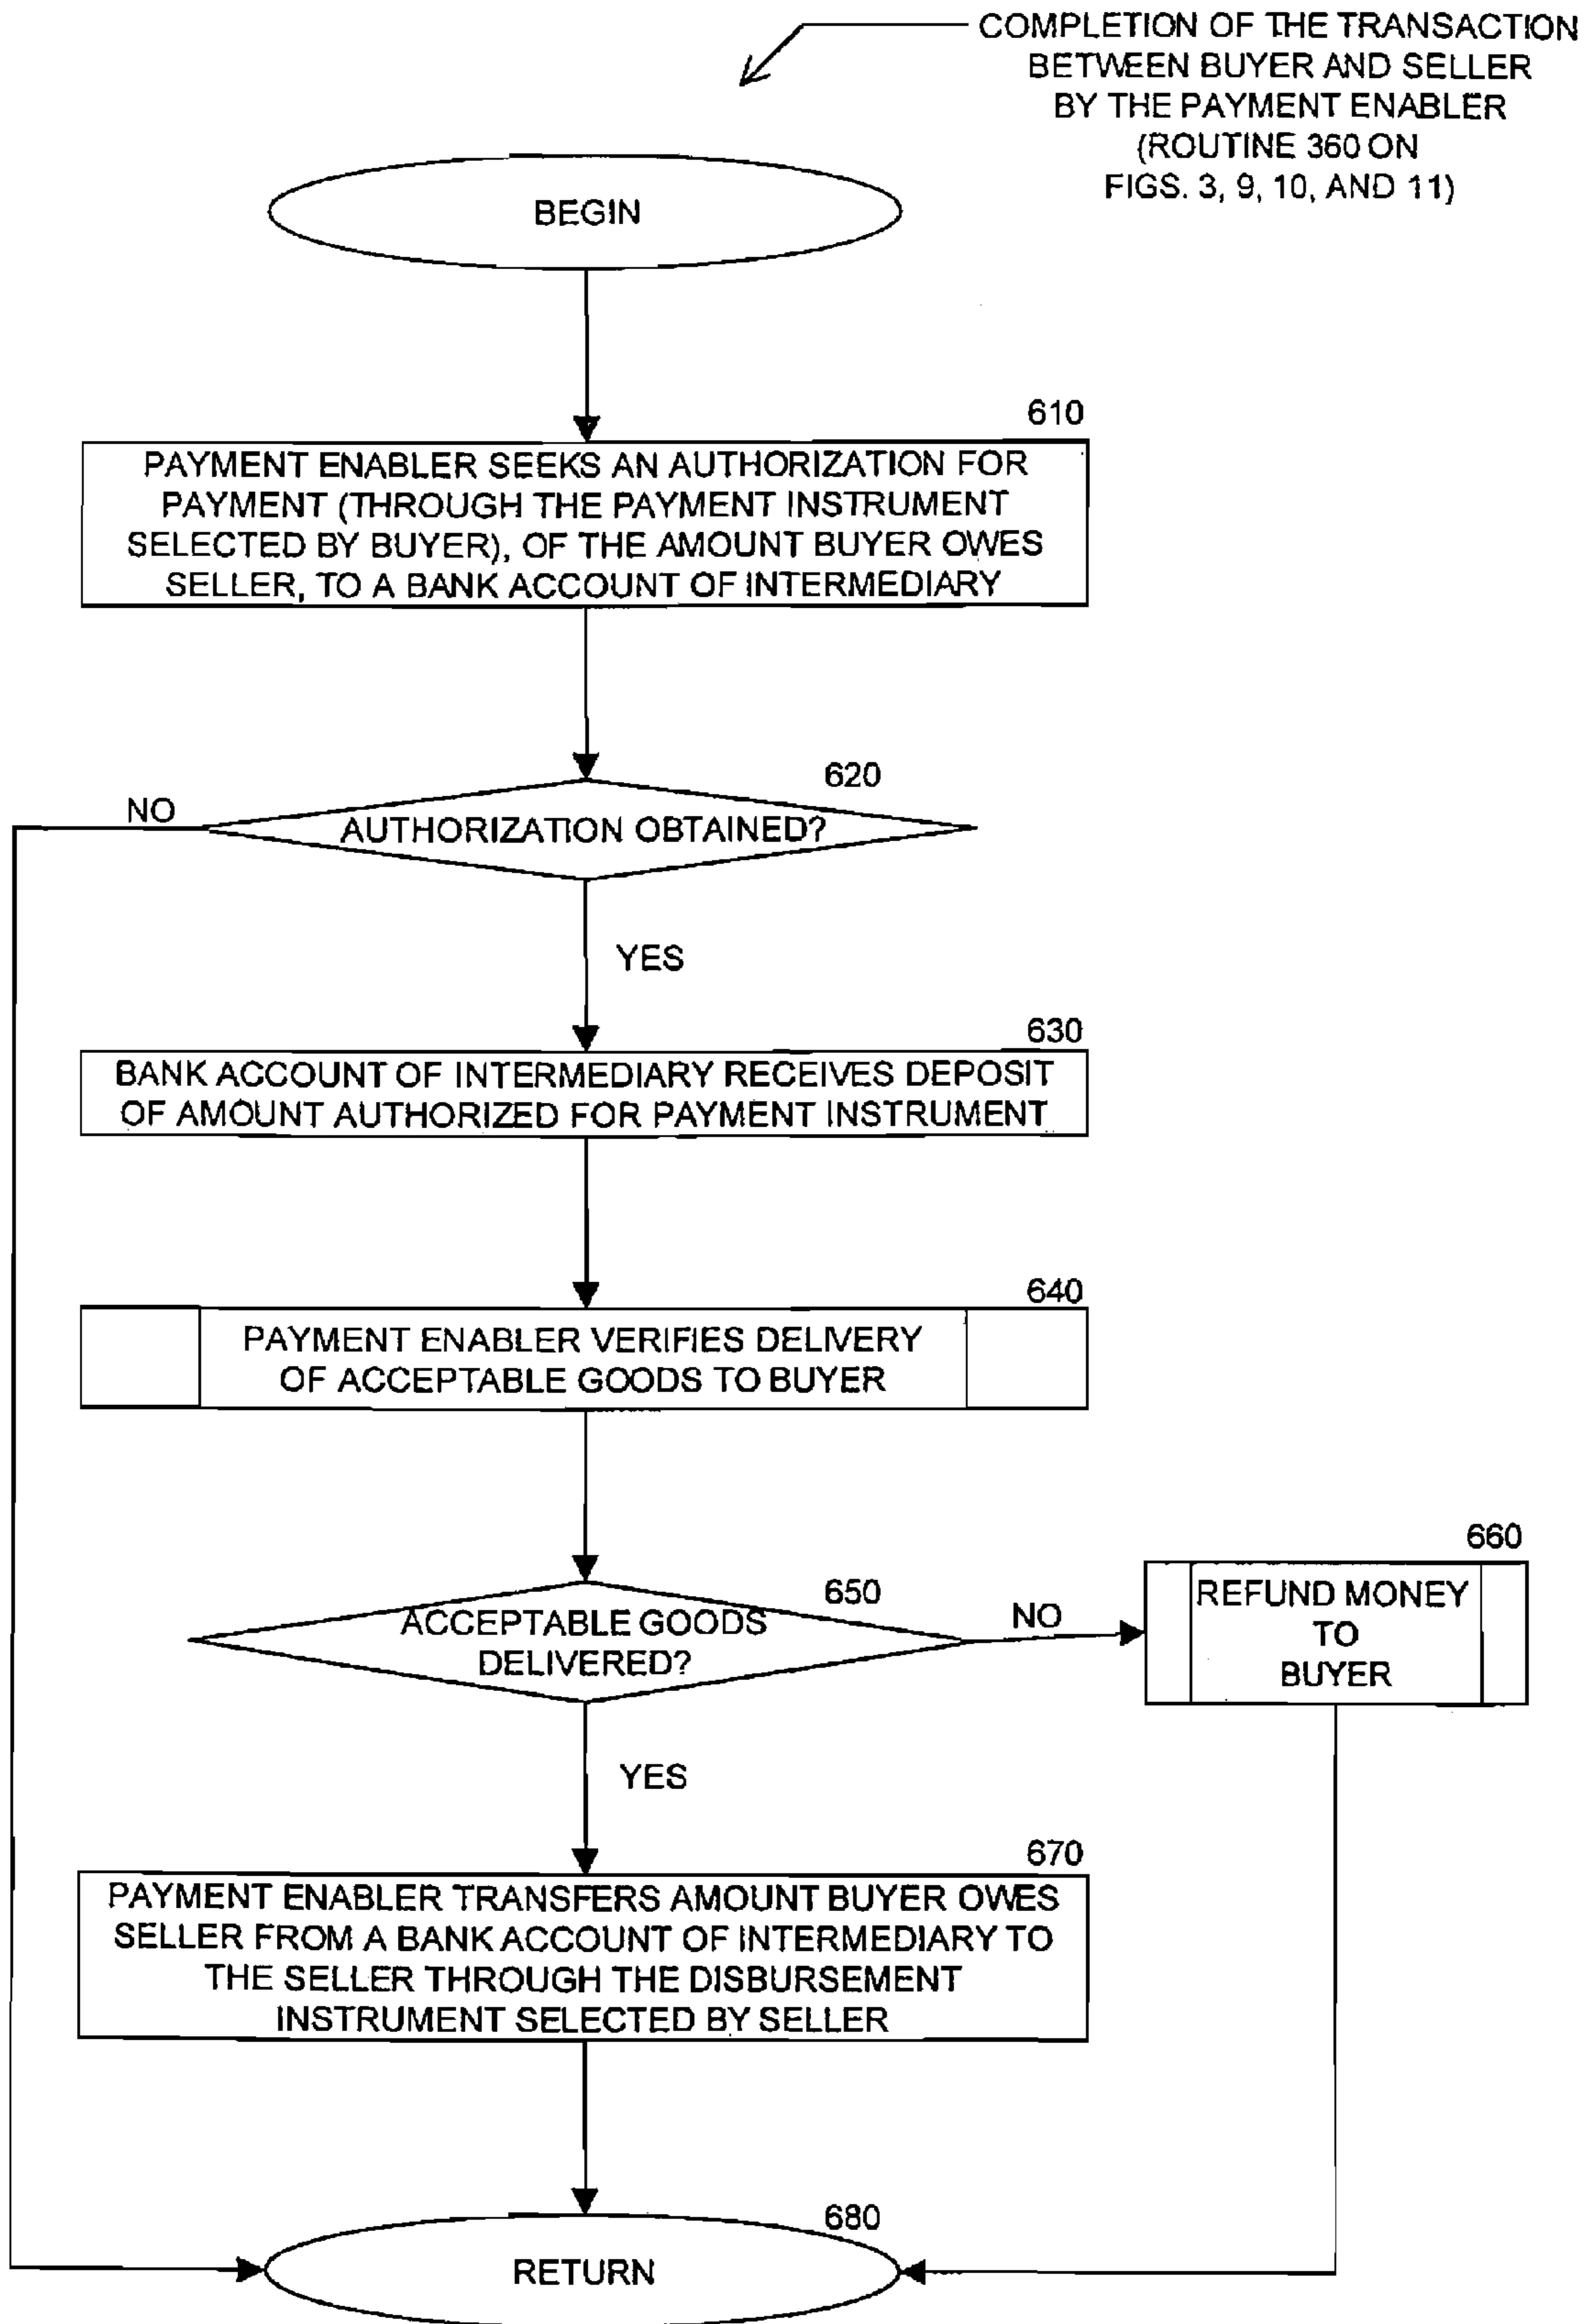 COMPLETION OF THE TRANSACTION
BETWEEN BUYER AND SELLER
BY THE PAYMENT ENABLER
(ROUTINE 360 ON
FIGS. 3, 9, 10, AND 11)
BEGIN
610
PAYMENT ENABLER SEEKS AN AUTHORIZATION FOR
PAYMENT (THROUGH THE PAYMENT INSTRUMENT
SELECTED BY BUYER), OF THE AMOUNT BUYER OWES
SELLER, TO A BANK ACCOUNT OF INTERMEDIARY
620
NO
AUTHORIZATION OBTAINED?
YES
630
BANK ACCOUNT OF INTERMEDIARY RECEIVES DEPOSIT
OF AMOUNT AUTHORIZED FOR PAYMENT INSTRUMENT
640
PAYMENT ENABLER VERIFIES DELIVERY
OF ACCEPTABLE GOODS TO BUYER
650
ACCEPTABLE GOODS
DELIVERED?
NO
660
REFUND MONEY
TO
BUYER
YES
670
PAYMENT ENABLER TRANSFERS AMOUNT BUYER OWES
SELLER FROM A BANK ACCOUNT OF INTERMEDIARY TO
THE SELLER THROUGH THE DISBURSEMENT
INSTRUMENT SELECTED BY SELLER
680
RETURN